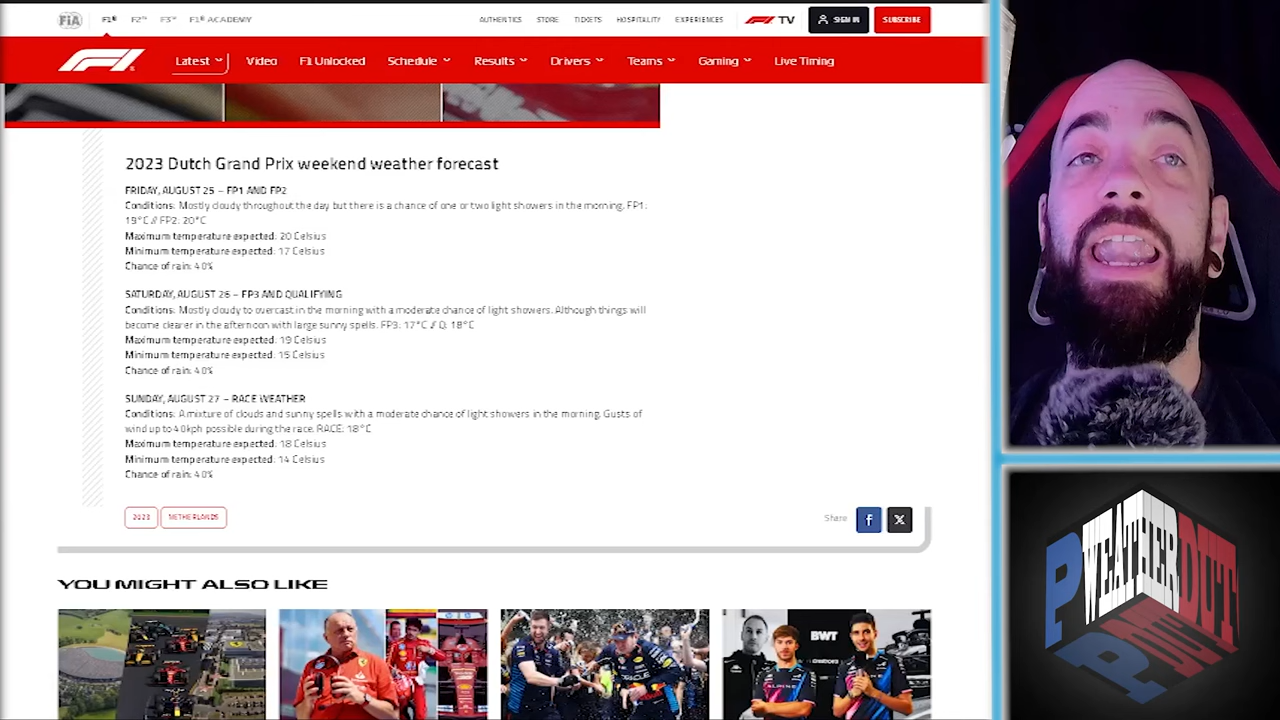 FiA F1® F2™ F3™ F1® ACADEMY AUTHENTICS STORE TICKETS HOSPITALITY EXPERIENCES F1 TV SIGN IN SUBSCRIBE
F1 Latest Video F1 Unlocked Schedule Results Drivers Teams Gaming Live Timing
2023 Dutch Grand Prix weekend weather forecast
FRIDAY, AUGUST 25 – FP1 AND FP2
Conditions: Mostly cloudy throughout the day but there is a chance of one or two light showers in the morning. FP1:
19°C // FP2: 20°C
Maximum temperature expected: 20 Celsius
Minimum temperature expected: 17 Celsius
Chance of rain: 40%
SATURDAY, AUGUST 26 – FP3 AND QUALIFYING
Conditions: Mostly cloudy to overcast in the morning with a moderate chance of light showers. Although things will
become clearer in the afternoon with large sunny spells. FP3: 17°C // Q: 18°C
Maximum temperature expected: 19 Celsius
Minimum temperature expected: 15 Celsius
Chance of rain: 40%
SUNDAY, AUGUST 27 – RACE WEATHER
Conditions: A mixture of clouds and sunny spells with a moderate chance of light showers in the morning. Gusts of
wind up to 40kph possible during the race. RACE: 18°C
Maximum temperature expected: 18 Celsius
Minimum temperature expected: 14 Celsius
Chance of rain: 40%
2023 NETHERLANDS
Share
YOU MIGHT ALSO LIKE
BWT
ORACLE
P WEATHER DUT